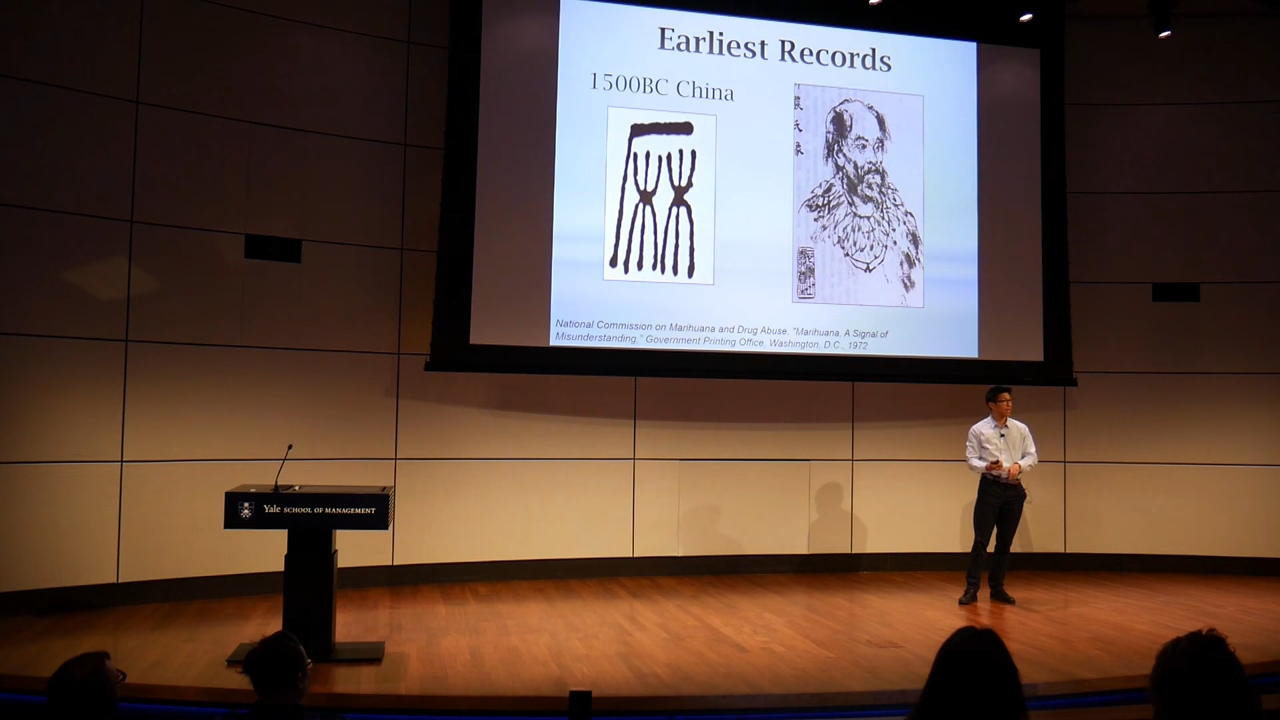 Earliest Records
1500BC China
氏
National Commission on Marihuana and Drug Abuse, "Marihuana, A Signal of
Misunderstanding," Government Printing Office, Washington, D.C., 1972
Yale SCHOOL OF MANAGEMENT